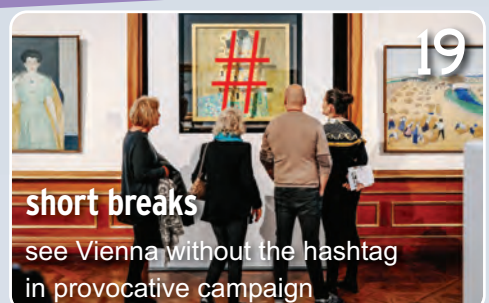 #
19
short breaks
see Vienna without the hashtag
in provocative campaign